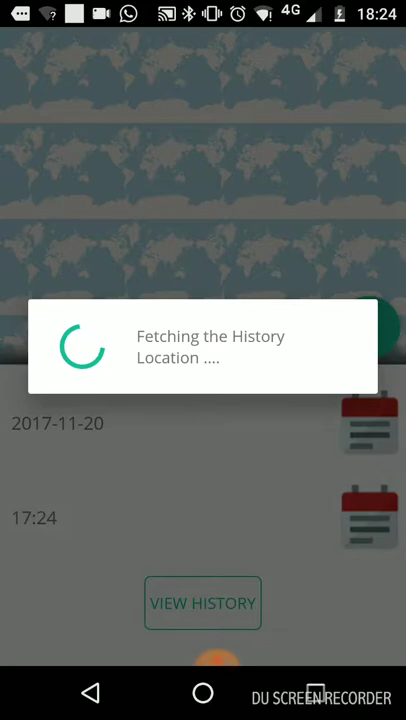 4G 18:24
Fetching the History
Location ....
2017-11-20
17:24
VIEW HISTORY
DU SCREEN RECORDER